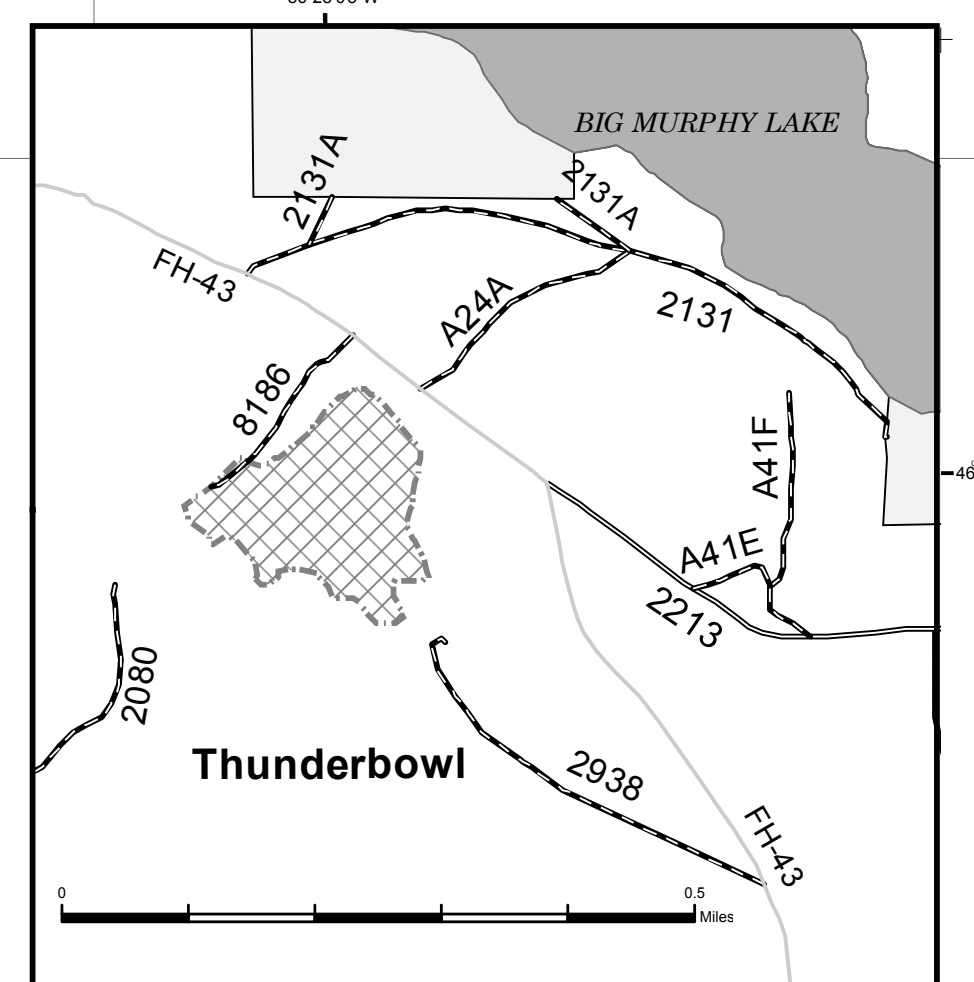 BIG MURPHY LAKE
2131A
2131A
FH-43
A24A
2131
8186
A41F
46
A41E
2213
2080
Thunderbowl
2938
FH-43
0
0.5
Miles